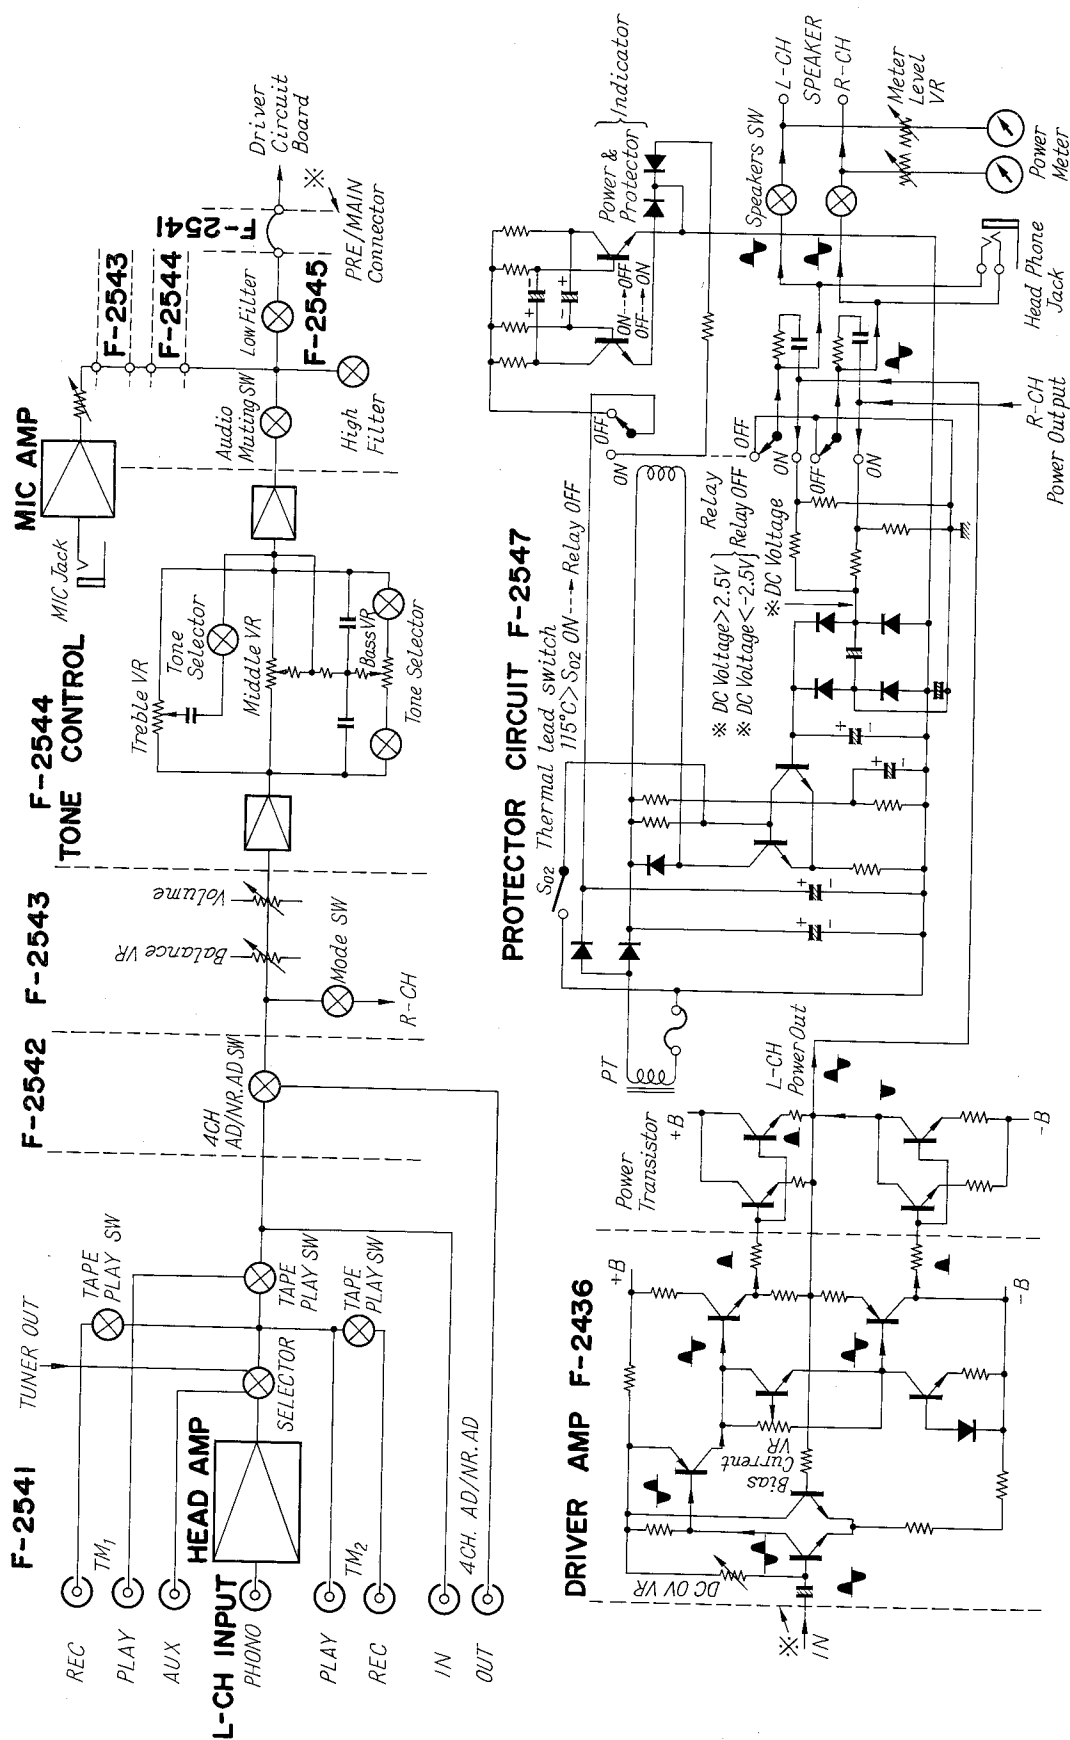 F-2541
F-2542
F-2543
F-2544
TONE CONTROL
MIC AMP
REC
TM1
PLAY
AUX
L-CH INPUT
PHONO
HEAD AMP
PLAY
TM2
REC
IN
4CH. AD/NR.AD
OUT
TUNER OUT
SELECTOR
TAPE
PLAY SW
TAPE
PLAY SW
TAPE
PLAY SW
4CH
AD/NR.AD SW
Mode SW
R-CH
Balance VR
Volume
Treble VR
Tone
Selector
Middle VR
Bass VR
Tone Selector
MIC Jack
Audio
Muting SW
High
Filter
F-2543
F-2544
Low Filter
F-2545
F-2541
PRE/MAIN
Connector
※
Driver
Circuit
Board
DRIVER AMP F-2436
※
IN
DC 0V VR
Bias
Current
VR
+B
-B
Power
Transistor
+B
-B
L-CH
Power Out
PROTECTOR CIRCUIT F-2547
PT
S02
Thermal lead switch
115°C> S02 ON---→Relay OFF
※ DC Voltage>2.5V
※ DC Voltage<-2.5V
Relay OFF
※ DC Voltage
Relay
OFF
ON
OFF
ON
ON
OFF
ON---→OFF
OFF---→ON
Power &
Protector
Indicator
R-CH
Power Output
Speakers SW
L-CH
SPEAKER
R-CH
Head Phone
Jack
Meter
Level
VR
Power
Meter
+
-
+
-
+
-
+
-
+
-
+
-